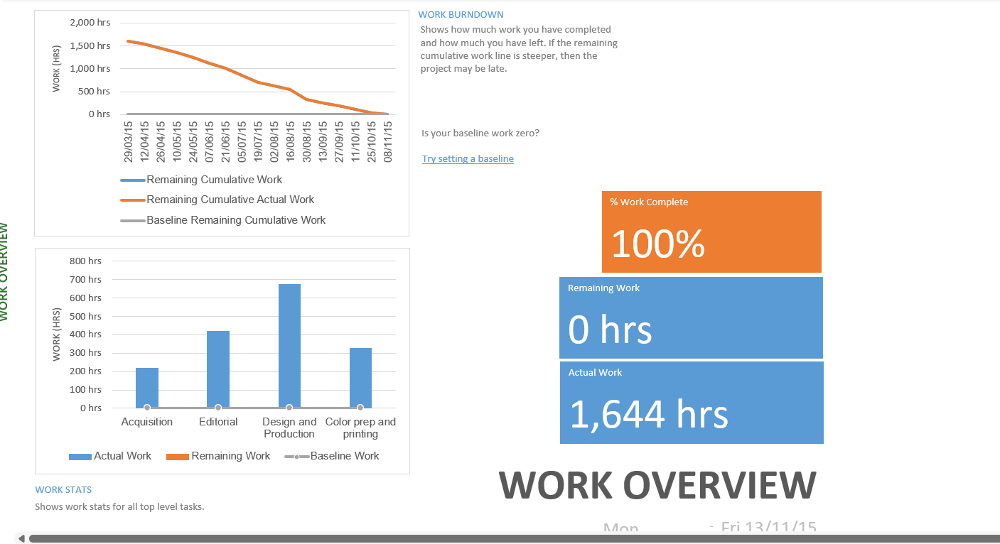 2,000 hrs
1,500 hrs
1,000 hrs
500 hrs
0 hrs
WORK (HRS)
29/03/15
12/04/15
26/04/15
10/05/15
24/05/15
07/06/15
21/06/15
05/07/15
19/07/15
02/08/15
16/08/15
30/08/15
13/09/15
27/09/15
11/10/15
25/10/15
08/11/15
Remaining Cumulative Work
Remaining Cumulative Actual Work
Baseline Remaining Cumulative Work
WORK BURNDOWN
Shows how much work you have completed
and how much you have left. If the remaining
cumulative work line is steeper, then the
project may be late.
Is your baseline work zero?
Try setting a baseline
% Work Complete
100%
Remaining Work
0 hrs
Actual Work
1,644 hrs
WORK OVERVIEW
800 hrs
700 hrs
600 hrs
500 hrs
400 hrs
300 hrs
200 hrs
100 hrs
0 hrs
WORK (HRS)
Acquisition
Editorial
Design and
Production
Color prep and
printing
Actual Work
Remaining Work
Baseline Work
WORK STATS
Shows work stats for all top level tasks.
WORK OVERVIEW
Mon - Fri 13/11/15